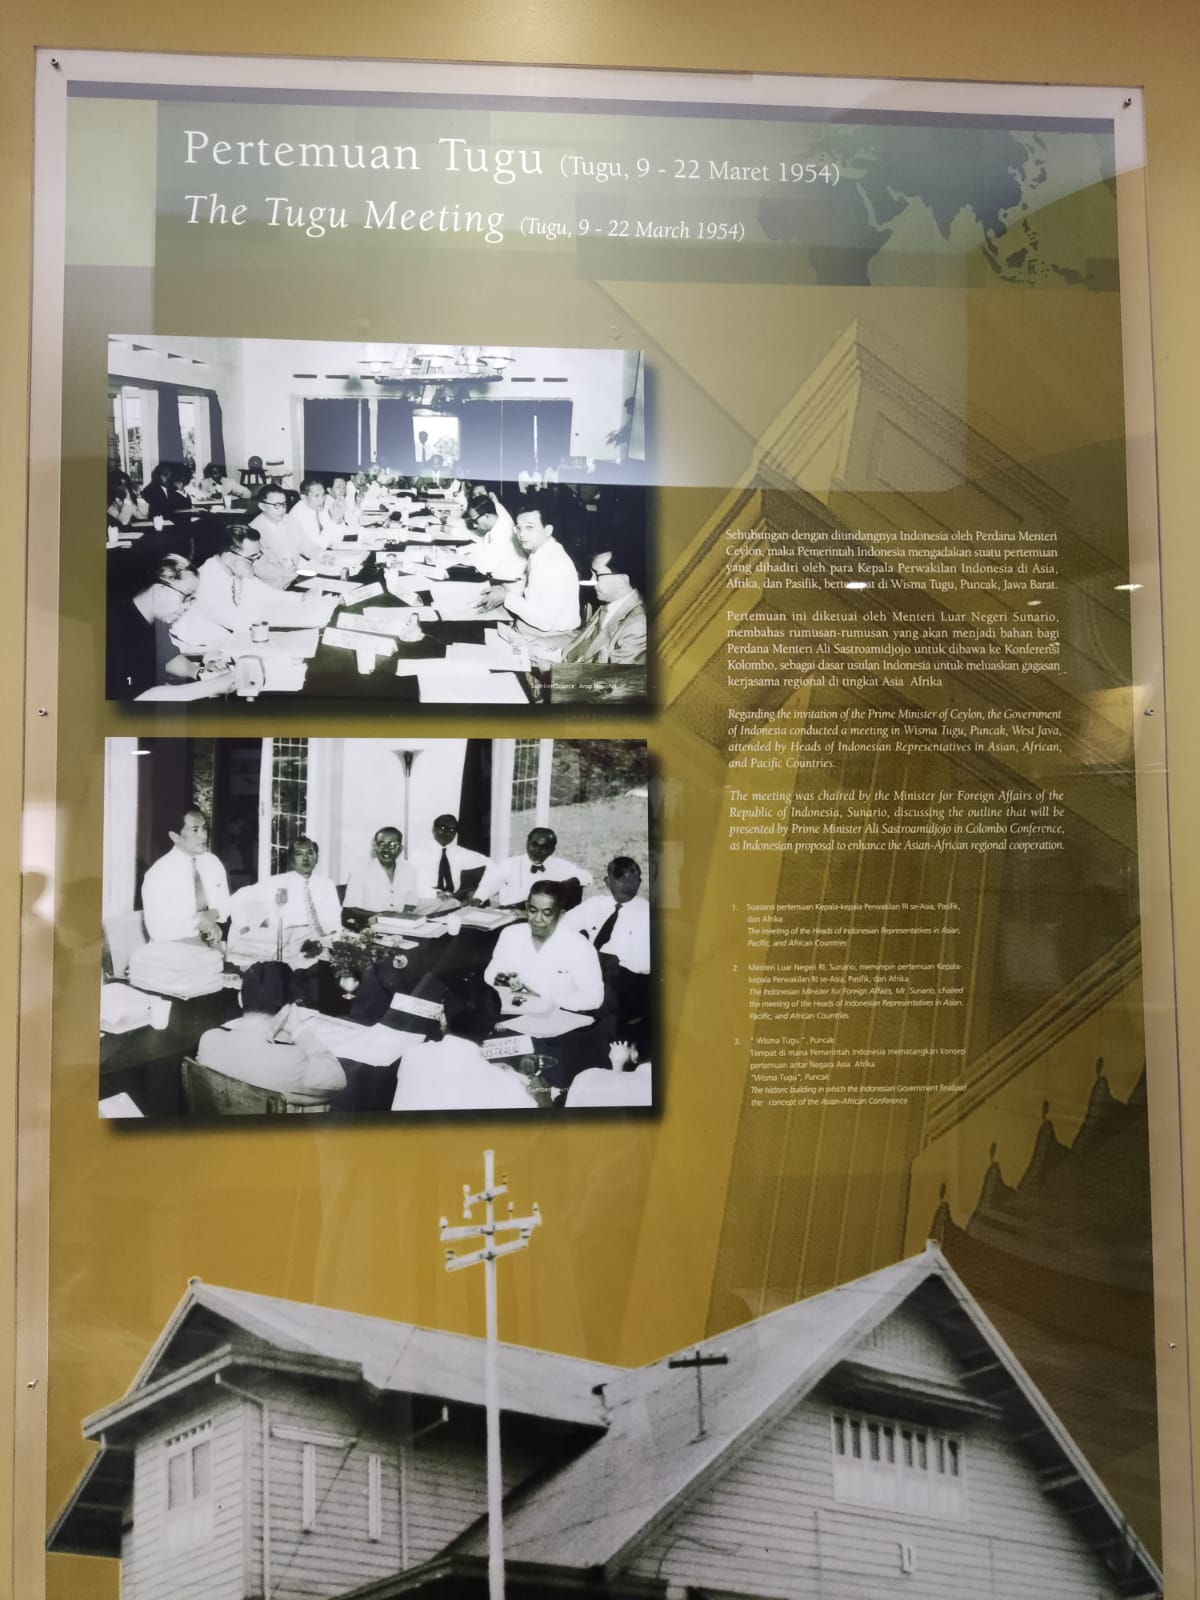 Pertemuan Tugu (Tugu, 9 - 22 Maret 1954)
The Tugu Meeting (Tugu, 9 - 22 March 1954)
1
Sumber/Source
AUSTRALIA
Sehubungan dengan diundangnya Indonesia oleh Perdana Menteri
Ceylon, maka Pemerintah Indonesia mengadakan suatu pertemuan
yang dihadiri oleh para Kepala Perwakilan Indonesia di Asia,
Afrika, dan Pasifik, bertempat di Wisma Tugu, Puncak, Jawa Barat.
Pertemuan ini diketuai oleh Menteri Luar Negeri Sunario,
membahas rumusan-rumusan yang akan menjadi bahan bagi
Perdana Menteri Ali Sastroamidjojo untuk dibawa ke Konferensi
Kolombo, sebagai dasar usulan Indonesia untuk meluaskan gagasan
kerjasama regional di tingkat Asia Afrika
Regarding the invitation of the Prime Minister of Ceylon, the Government
of Indonesia conducted a meeting in Wisma Tugu, Puncak, West Java,
attended by Heads of Indonesian Representatives in Asian, African,
and Pacific Countries.
The meeting was chaired by the Minister for Foreign Affairs of the
Republic of Indonesia, Sunario, discussing the outline that will be
presented by Prime Minister Ali Sastroamidjojo in Colombo Conference,
as Indonesian proposal to enhance the Asian-African regional cooperation.
1. Suasana pertemuan Kepala-kepala Perwakilan RI se-Asia, Pasifik,
dan Afrika
The meeting of the Heads of Indonesian Representatives in Asian,
Pacific, and African Countries
2. Menteri Luar Negeri RI, Sunario, memimpin pertemuan Kepala-
kepala Perwakilan RI se-Asia, Pasifik, dan Afrika
The Indonesian Minister for Foreign Affairs, Mr. Sunario, chaired
the meeting of the Heads of Indonesian Representatives in Asian,
Pacific, and African Countries
3. " Wisma Tugu ", Puncak
Tempat di mana Pemerintah Indonesia mematangkan konsep
pertemuan antar Negara Asia Afrika
"Wisma Tugu", Puncak
The historic building in which the Indonesian Government finalized
the concept of the Asian-African Conference